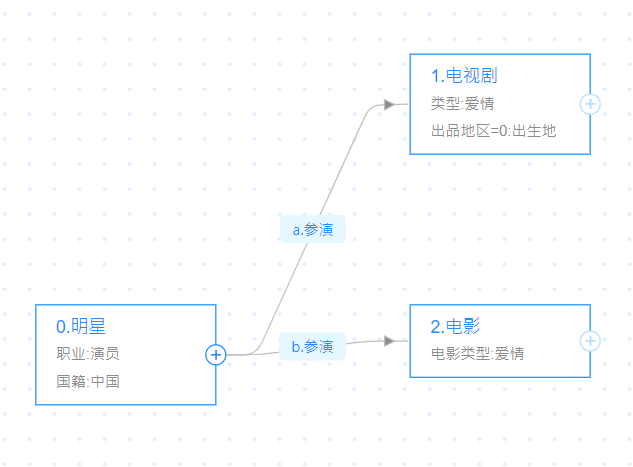 1.电视剧
类型:爱情
出品地区=0:出生地
a.参演
0.明星
职业:演员
国籍:中国
b.参演
2.电影
电影类型:爱情